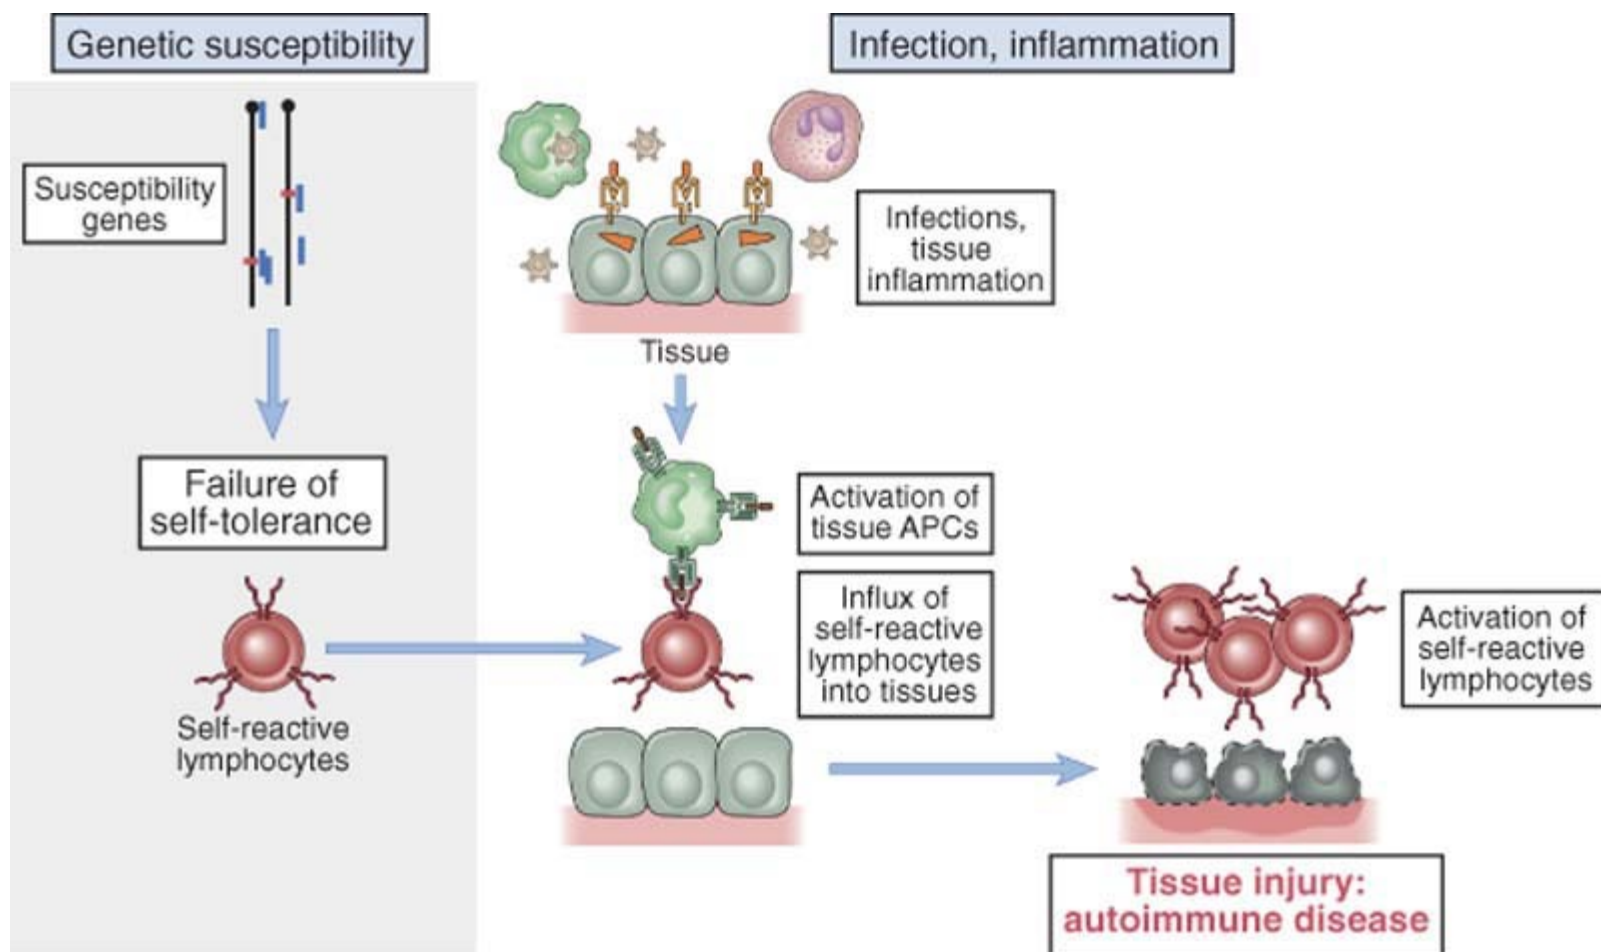 Genetic susceptibility
Infection, inflammation
Susceptibility
genes
Infections,
tissue
inflammation
Tissue
Failure of
self-tolerance
Activation of
tissue APCs
Influx of
self-reactive
lymphocytes
into tissues
Activation of
self-reactive
lymphocytes
Self-reactive
lymphocytes
Tissue injury:
autoimmune disease